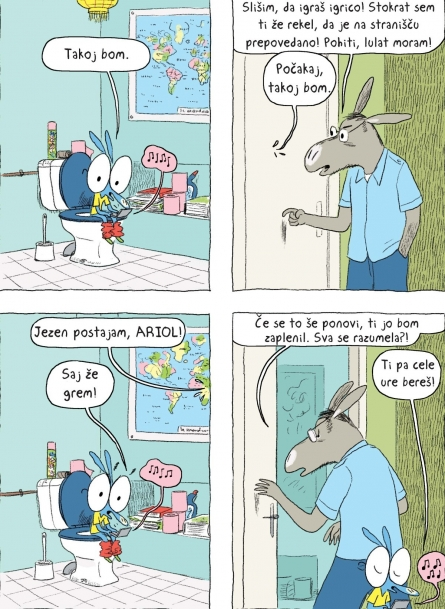 Takoj bom.
Slišim, da igraš igrico! Stokrat sem
ti že rekel, da je na stranišču
prepovedano! Pohiti, lulat moram!
Počakaj,
takoj bom.
Jezen postajam, ARIOL!
Saj že
grem!
Če se to še ponovi, ti jo bom
zaplenil. Sva se razumela?!
Ti pa cele
ure bereš!